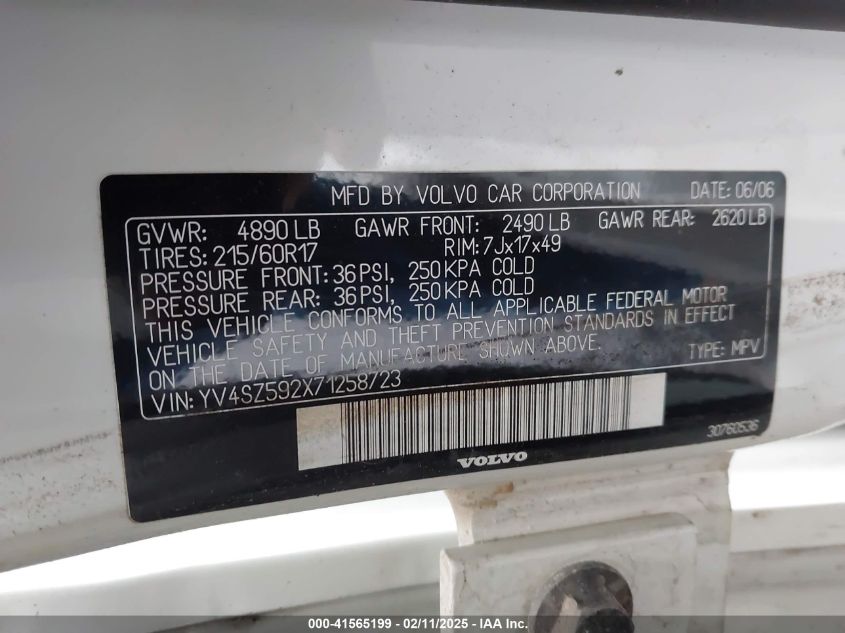 MFD BY VOLVO CAR CORPORATION DATE: 06/06
GVWR: 4890 LB GAWR FRONT: 2490 LB GAWR REAR: 2620 LB
TIRES: 215/60R17 RIM: 7Jx17x49
PRESSURE FRONT: 36 PSI, 250 KPA COLD
PRESSURE REAR: 36 PSI, 250 KPA COLD
THIS VEHICLE CONFORMS TO ALL APPLICABLE FEDERAL MOTOR
VEHICLE SAFETY AND THEFT PREVENTION STANDARDS IN EFFECT
ON THE DATE OF MANUFACTURE SHOWN ABOVE.
VIN: YV4SZ592X71258723 TYPE: MPV
30760536
VOLVO
000-41565199 - 02/11/2025 - IAA Inc.